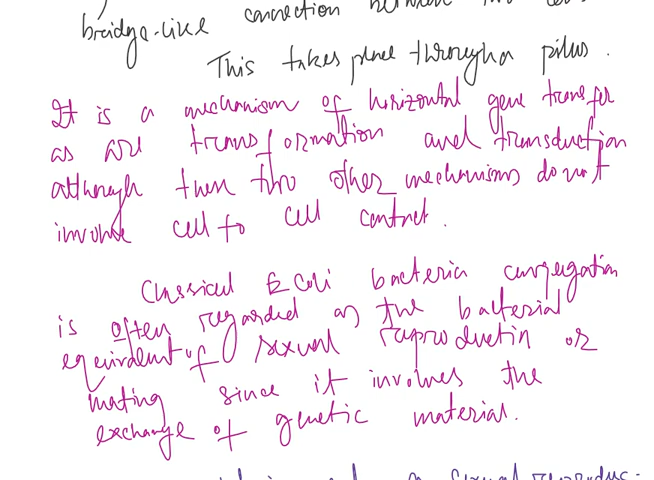 bridge-like connection between
This takes place through a pilus.
It is a mechanism of horizontal gene transfer
as are transformation and transduction
although these two other mechanisms do not
involve cell to cell contact.
Classical E Coli bacteria conjugation
is often regarded as the bacterial
equivalent of sexual reproductin or
mating since it involves the
exchange of genetic material.